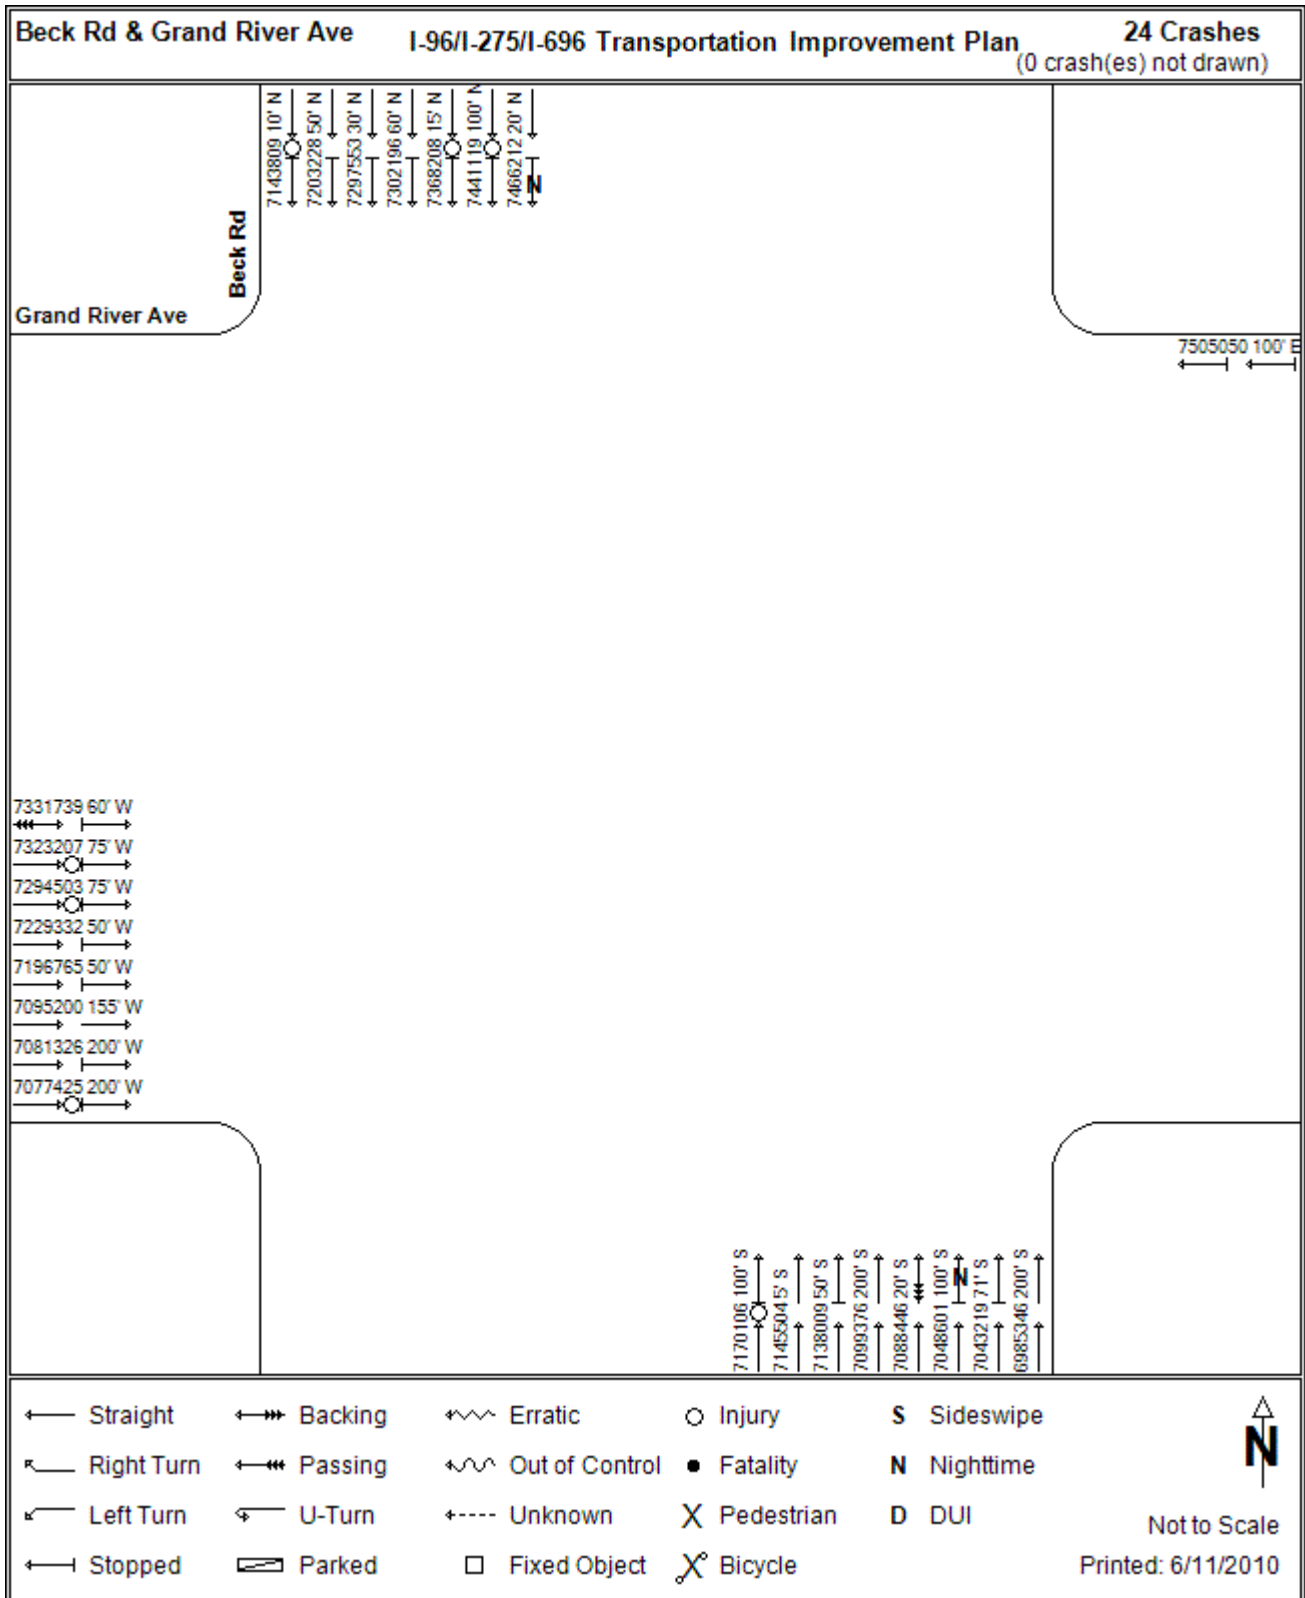 Beck Rd & Grand River Ave
I-96/I-275/I-696 Transportation Improvement Plan
24 Crashes
(0 crash(es) not drawn)
7143809 10' N
7203228 50' N
7297553 30' N
7302196 60' N
7368208 15' N
7441119 100' N
7466212 20' N
N
Beck Rd
Grand River Ave
7505050 100' E
7331739 60' W
7323207 75' W
7294503 75' W
7229332 50' W
7196765 50' W
7095200 155' W
7081326 200' W
7077425 200' W
7170106 100' S
7145504 5' S
7138009 50' S
7099376 200' S
7088446 20' S
7048601 100' S
N
7043219 71' S
6985346 200' S
Straight
Backing
Erratic
Injury
S Sideswipe
Right Turn
Passing
Out of Control
Fatality
N Nighttime
N
Left Turn
U-Turn
Unknown
Pedestrian
D DUI
Not to Scale
Stopped
Parked
Fixed Object
Bicycle
Printed: 6/11/2010